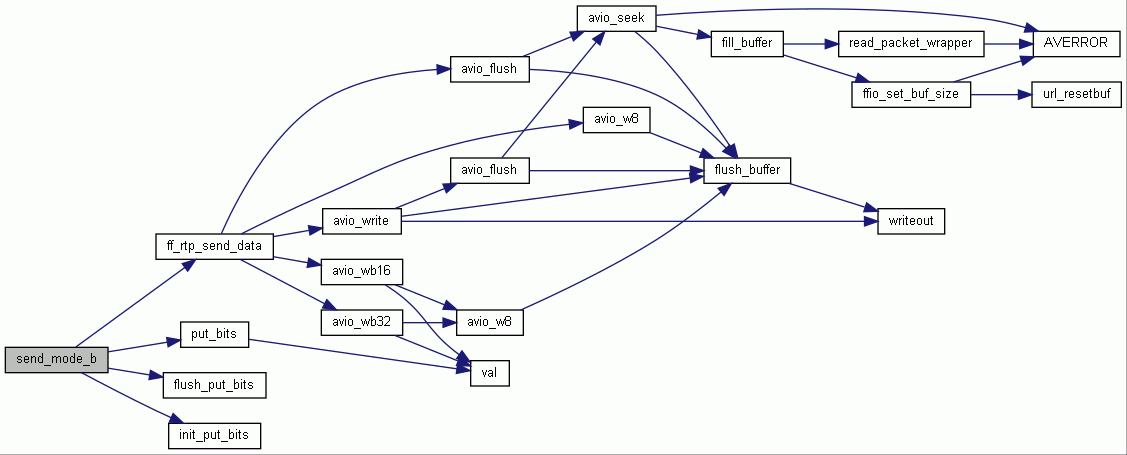 avio_seek
fill_buffer
read_packet_wrapper
AVERROR
avio_flush
ffio_set_buf_size
url_resetbuf
avio_w8
avio_flush
flush_buffer
avio_write
writeout
ff_rtp_send_data
avio_wb16
avio_wb32
avio_w8
put_bits
send_mode_b
val
flush_put_bits
init_put_bits